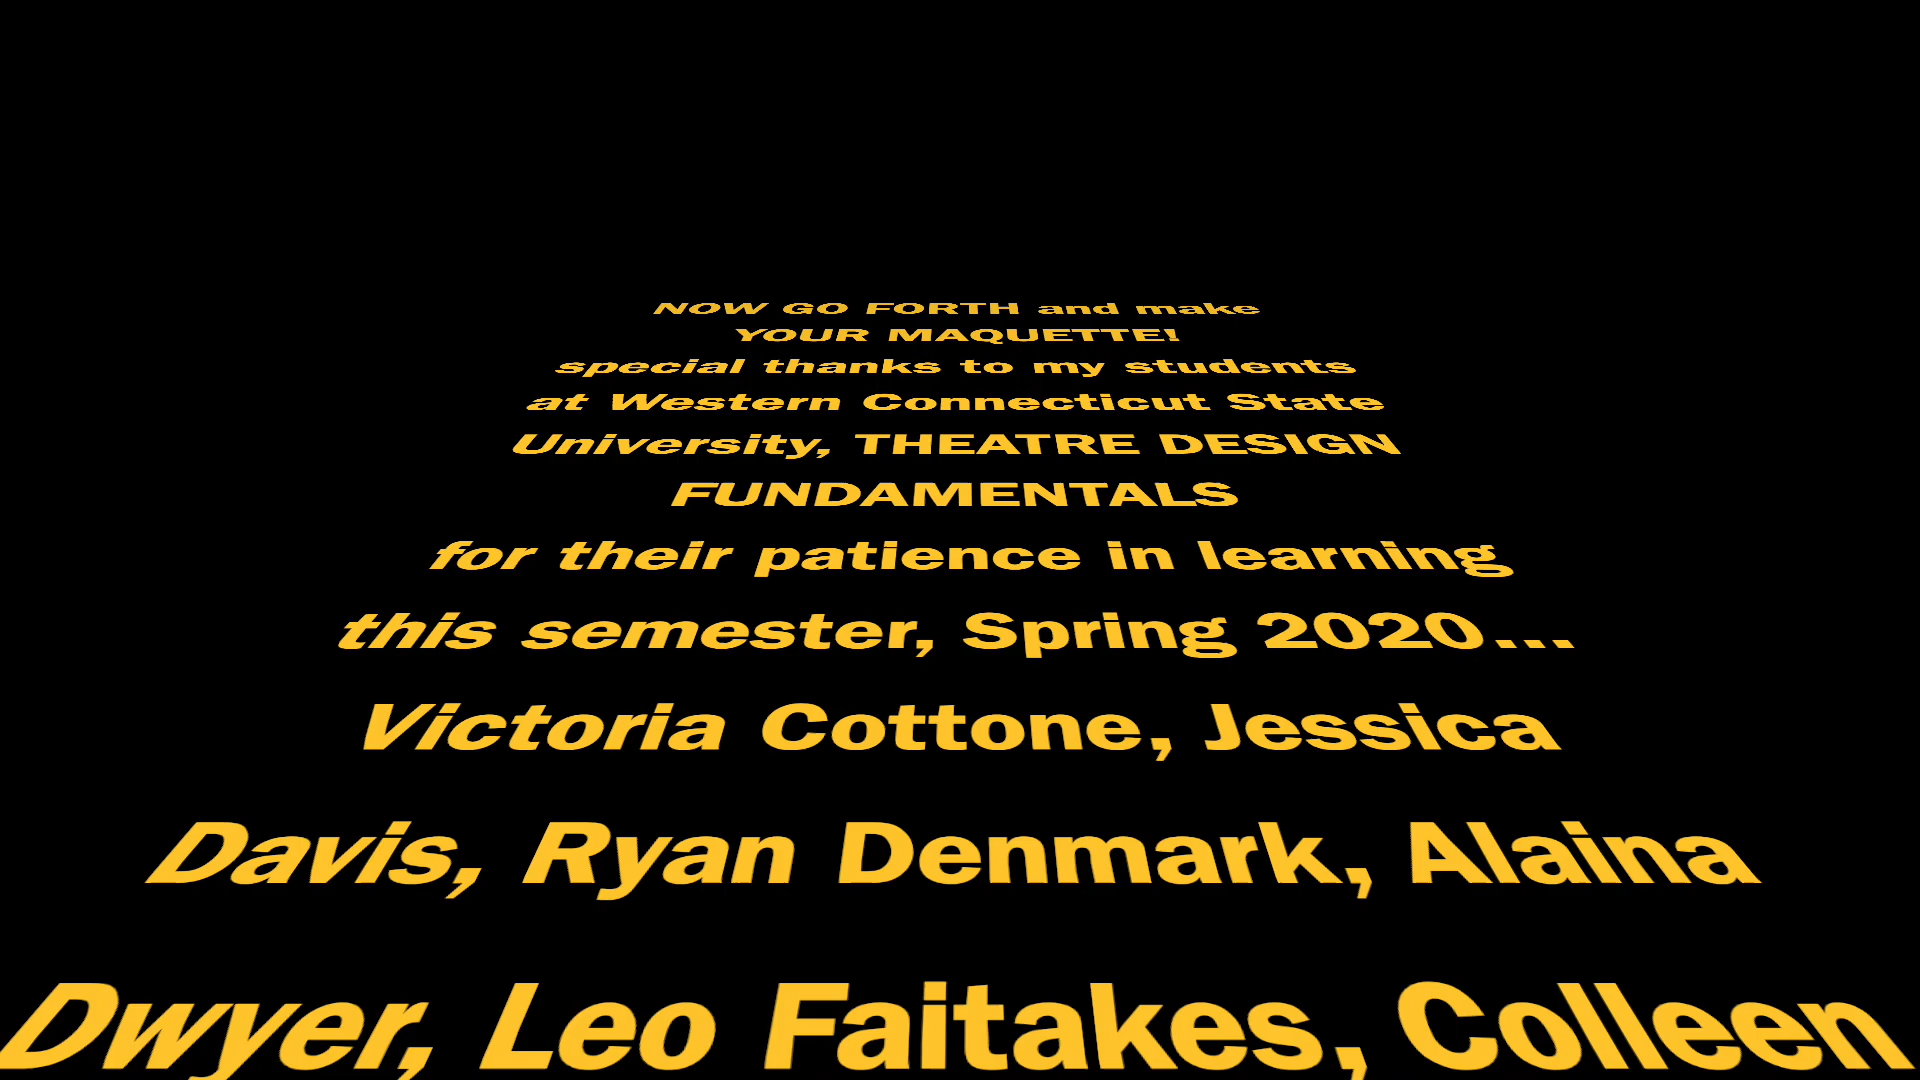 NOW GO FORTH and make
YOUR MAQUETTE!
special thanks to my students
at Western Connecticut State
University, THEATRE DESIGN
FUNDAMENTALS
for their patience in learning
this semester, Spring 2020...
Victoria Cottone, Jessica
Davis, Ryan Denmark, Alaina
Dwyer, Leo Faitakes, Colleen